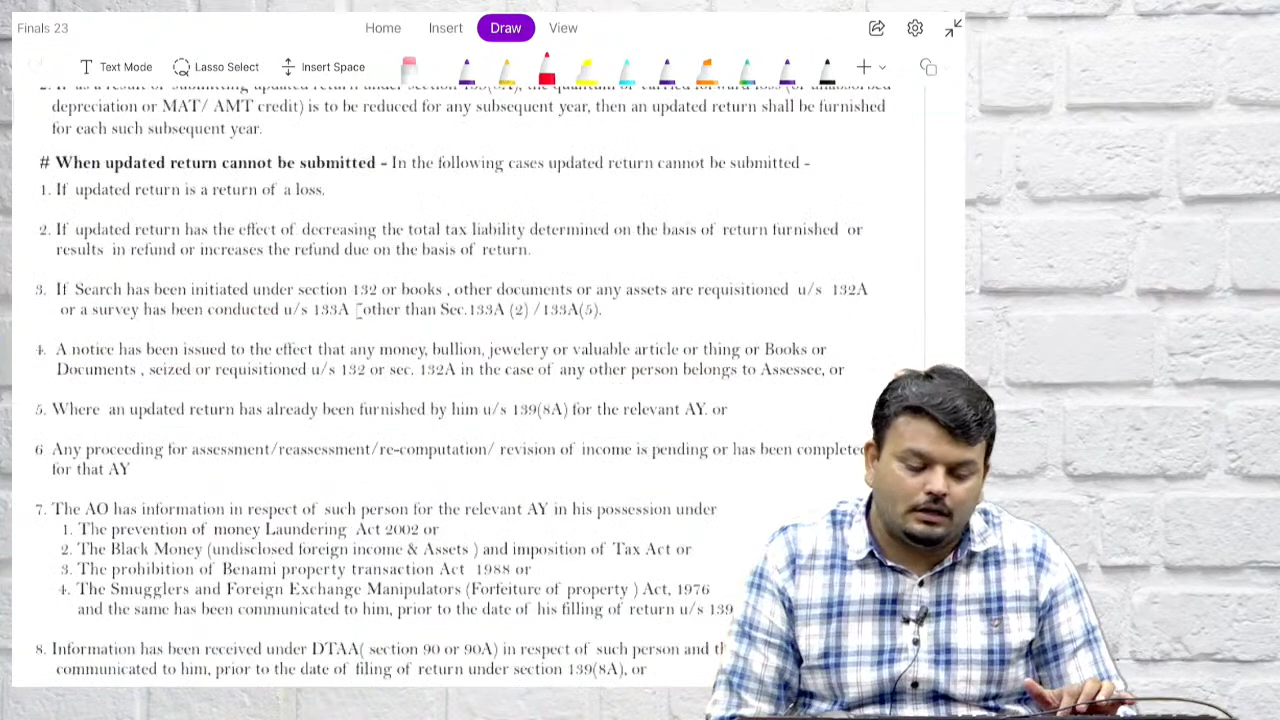 Finals 23
Home Insert Draw View
Text Mode Lasso Select Insert Space
depreciation or MAT/ AMT credit) is to be reduced for any subsequent year, then an updated return shall be furnished
for each such subsequent year.
# When updated return cannot be submitted - In the following cases updated return cannot be submitted -
1. If updated return is a return of a loss.
2. If updated return has the effect of decreasing the total tax liability determined on the basis of return furnished or
results in refund or increases the refund due on the basis of return.
3. If Search has been initiated under section 132 or books , other documents or any assets are requisitioned u/s 132A
or a survey has been conducted u/s 133A [other than Sec.133A (2) /133A(5).
4. A notice has been issued to the effect that any money, bullion, jewelery or valuable article or thing or Books or
Documents , seized or requisitioned u/s 132 or sec. 132A in the case of any other person belongs to Assessee, or
5. Where an updated return has already been furnished by him u/s 139(8A) for the relevant AY. or
6 Any proceeding for assessment/reassessment/re-computation/ revision of income is pending or has been completed
for that AY
7. The AO has information in respect of such person for the relevant AY in his possession under
1. The prevention of money Laundering Act 2002 or
2. The Black Money (undisclosed foreign income & Assets ) and imposition of Tax Act or
3. The prohibition of Benami property transaction Act 1988 or
4. The Smugglers and Foreign Exchange Manipulators (Forfeiture of property ) Act, 1976
and the same has been communicated to him, prior to the date of his filling of return u/s 139
8. Information has been received under DTAA( section 90 or 90A) in respect of such person and
communicated to him, prior to the date of filing of return under section 139(8A), or